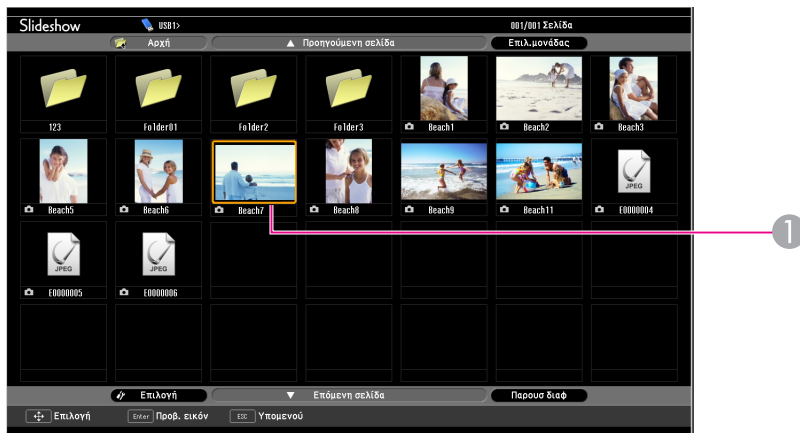 Slideshow USB1> 001/001 Σελίδα
Αρχή ▲ Προηγούμενη σελίδα Επιλ.μονάδας
123 Folder01 Folder2 Folder3 Beach1 Beach2 Beach3
Beach5 Beach6 Beach7 Beach8 Beach9 Beach11 JPEG E0000004
JPEG E0000005 JPEG E0000006
Επιλογή ▼ Επόμενη σελίδα Παρουσ διαφ
Επιλογή Enter Προβ. εικόν ESC Υπομενού
1